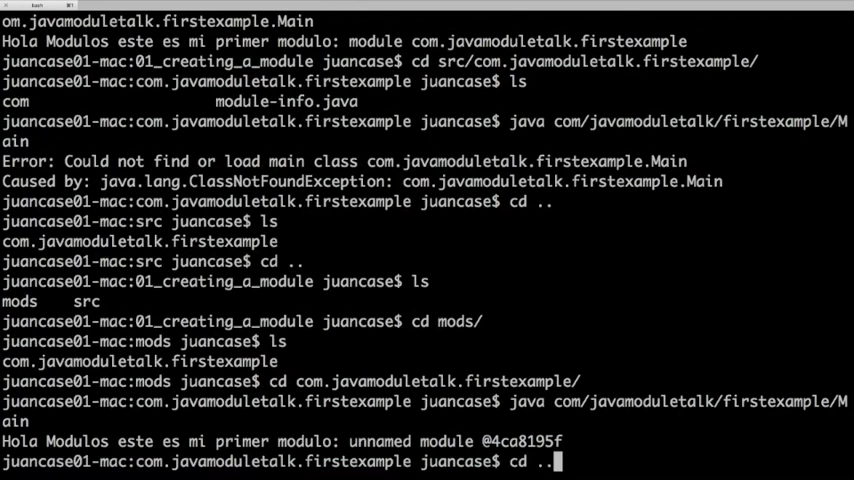 bash
⌘1
om.javamoduletalk.firstexample.Main
Hola Modulos este es mi primer modulo: module com.javamoduletalk.firstexample
juancase01-mac:01_creating_a_module juancase$ cd src/com.javamoduletalk.firstexample/
juancase01-mac:com.javamoduletalk.firstexample juancase$ ls
com                     module-info.java
juancase01-mac:com.javamoduletalk.firstexample juancase$ java com/javamoduletalk/firstexample/M
ain
Error: Could not find or load main class com.javamoduletalk.firstexample.Main
Caused by: java.lang.ClassNotFoundException: com.javamoduletalk.firstexample.Main
juancase01-mac:com.javamoduletalk.firstexample juancase$ cd ..
juancase01-mac:src juancase$ ls
com.javamoduletalk.firstexample
juancase01-mac:src juancase$ cd ..
juancase01-mac:01_creating_a_module juancase$ ls
mods    src
juancase01-mac:01_creating_a_module juancase$ cd mods/
juancase01-mac:mods juancase$ ls
com.javamoduletalk.firstexample
juancase01-mac:mods juancase$ cd com.javamoduletalk.firstexample/
juancase01-mac:com.javamoduletalk.firstexample juancase$ java com/javamoduletalk/firstexample/M
ain
Hola Modulos este es mi primer modulo: unnamed module @4ca8195f
juancase01-mac:com.javamoduletalk.firstexample juancase$ cd ..